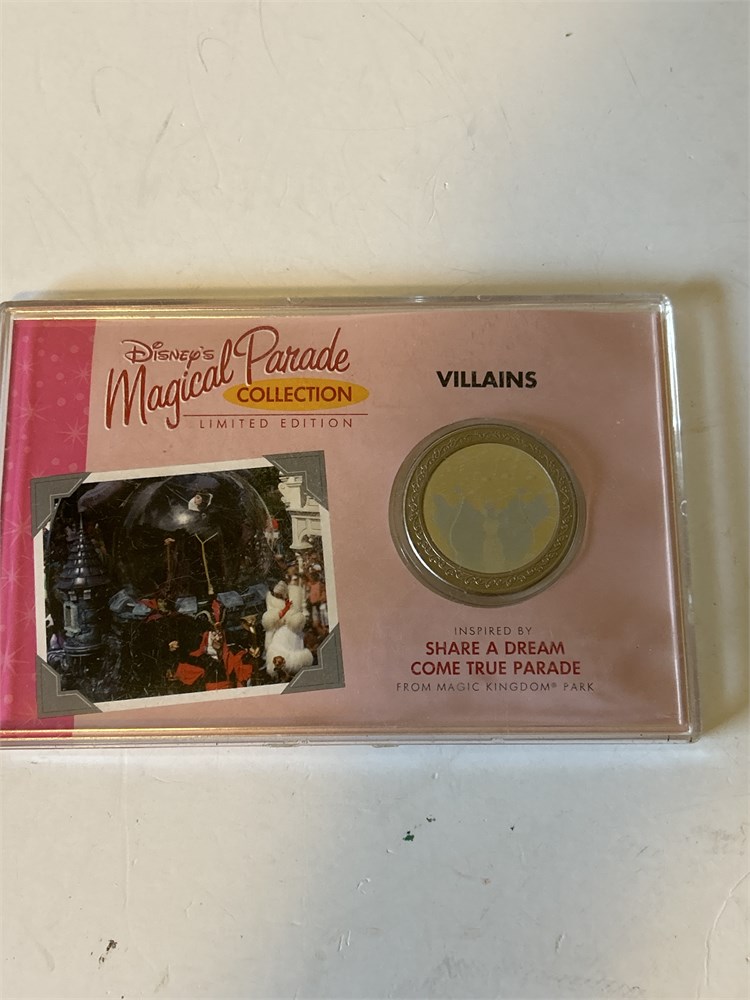 Disney's
Magical Parade
COLLECTION
LIMITED EDITION
VILLAINS
INSPIRED BY
SHARE A DREAM
COME TRUE PARADE
FROM MAGIC KINGDOM® PARK